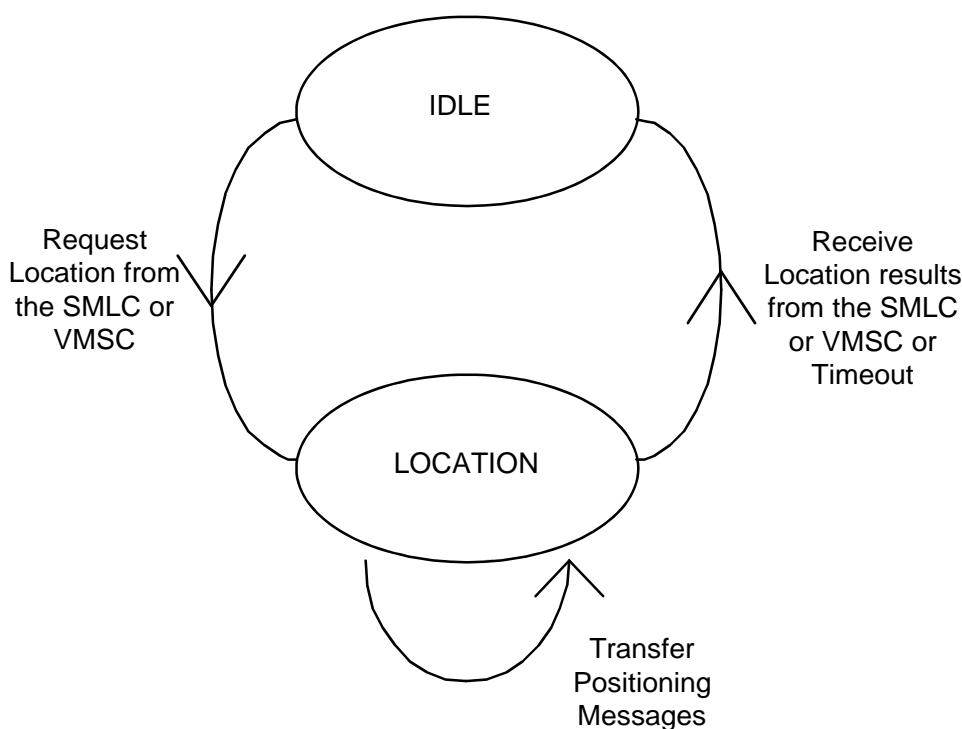 IDLE
Request
Location from
the SMLC or
VMSC
Receive
Location results
from the SMLC
or VMSC or
Timeout
LOCATION
Transfer
Positioning
Messages